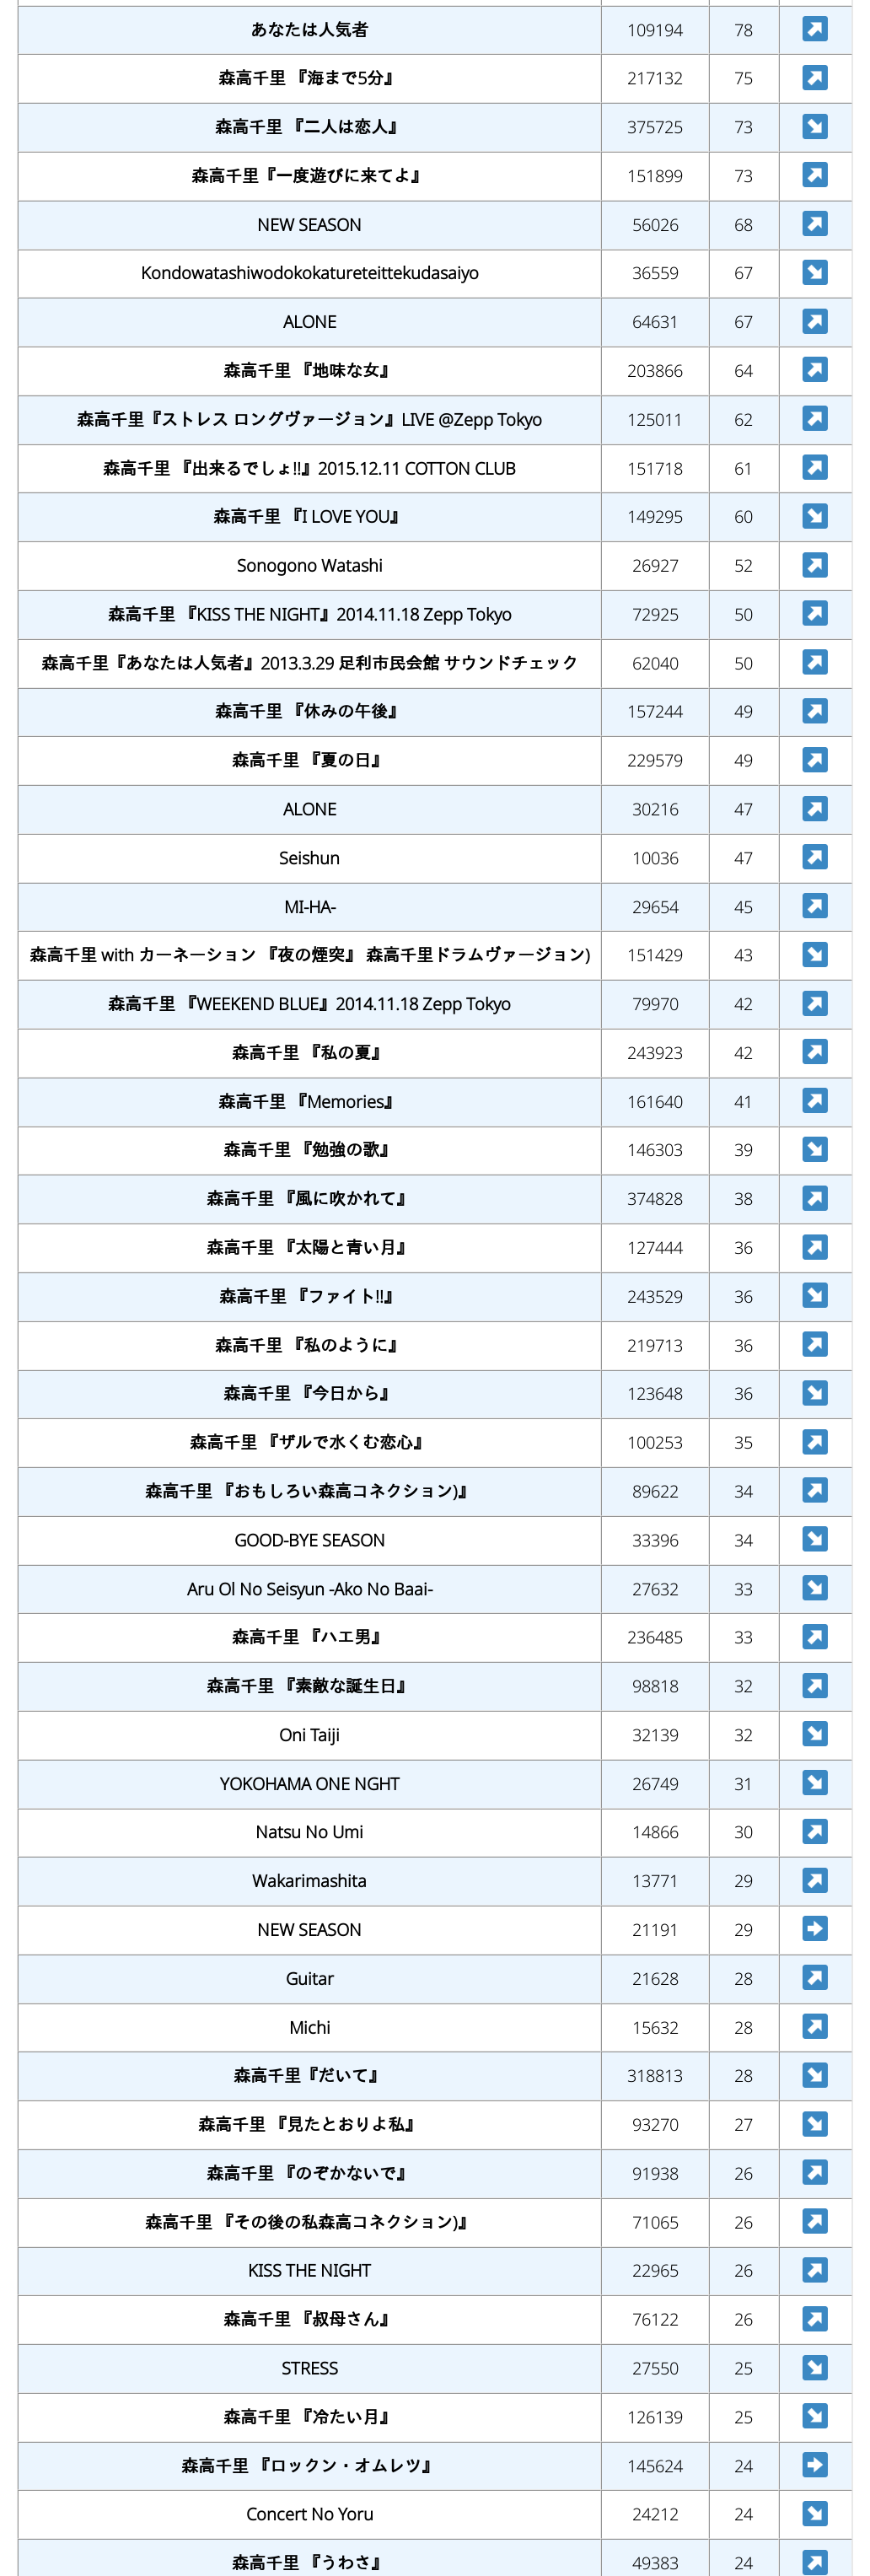 あなたは人気者 109194 78
森高千里 『海まで5分』 217132 75
森高千里 『二人は恋人』 375725 73
森高千里『一度遊びに来てよ』 151899 73
NEW SEASON 56026 68
Kondowatashiwodokokatureteittekudasaiyo 36559 67
ALONE 64631 67
森高千里 『地味な女』 203866 64
森高千里『ストレス ロングヴァージョン』LIVE @Zepp Tokyo 125011 62
森高千里 『出来るでしょ!!』2015.12.11 COTTON CLUB 151718 61
森高千里 『I LOVE YOU』 149295 60
Sonogono Watashi 26927 52
森高千里 『KISS THE NIGHT』2014.11.18 Zepp Tokyo 72925 50
森高千里『あなたは人気者』2013.3.29 足利市民会館 サウンドチェック 62040 50
森高千里 『休みの午後』 157244 49
森高千里 『夏の日』 229579 49
ALONE 30216 47
Seishun 10036 47
MI-HA- 29654 45
森高千里 with カーネーション 『夜の煙突』 森高千里ドラムヴァージョン) 151429 43
森高千里 『WEEKEND BLUE』2014.11.18 Zepp Tokyo 79970 42
森高千里 『私の夏』 243923 42
森高千里 『Memories』 161640 41
森高千里 『勉強の歌』 146303 39
森高千里 『風に吹かれて』 374828 38
森高千里 『太陽と青い月』 127444 36
森高千里 『ファイト!!』 243529 36
森高千里 『私のように』 219713 36
森高千里 『今日から』 123648 36
森高千里 『ザルで水くむ恋心』 100253 35
森高千里 『おもしろい森高コネクション)』 89622 34
GOOD-BYE SEASON 33396 34
Aru Ol No Seisyun -Ako No Baai- 27632 33
森高千里 『ハエ男』 236485 33
森高千里 『素敵な誕生日』 98818 32
Oni Taiji 32139 32
YOKOHAMA ONE NGHT 26749 31
Natsu No Umi 14866 30
Wakarimashita 13771 29
NEW SEASON 21191 29
Guitar 21628 28
Michi 15632 28
森高千里『だいて』 318813 28
森高千里 『見たとおりよ私』 93270 27
森高千里 『のぞかないで』 91938 26
森高千里 『その後の私森高コネクション)』 71065 26
KISS THE NIGHT 22965 26
森高千里 『叔母さん』 76122 26
STRESS 27550 25
森高千里 『冷たい月』 126139 25
森高千里 『ロックン・オムレツ』 145624 24
Concert No Yoru 24212 24
森高千里 『うわさ』 49383 24